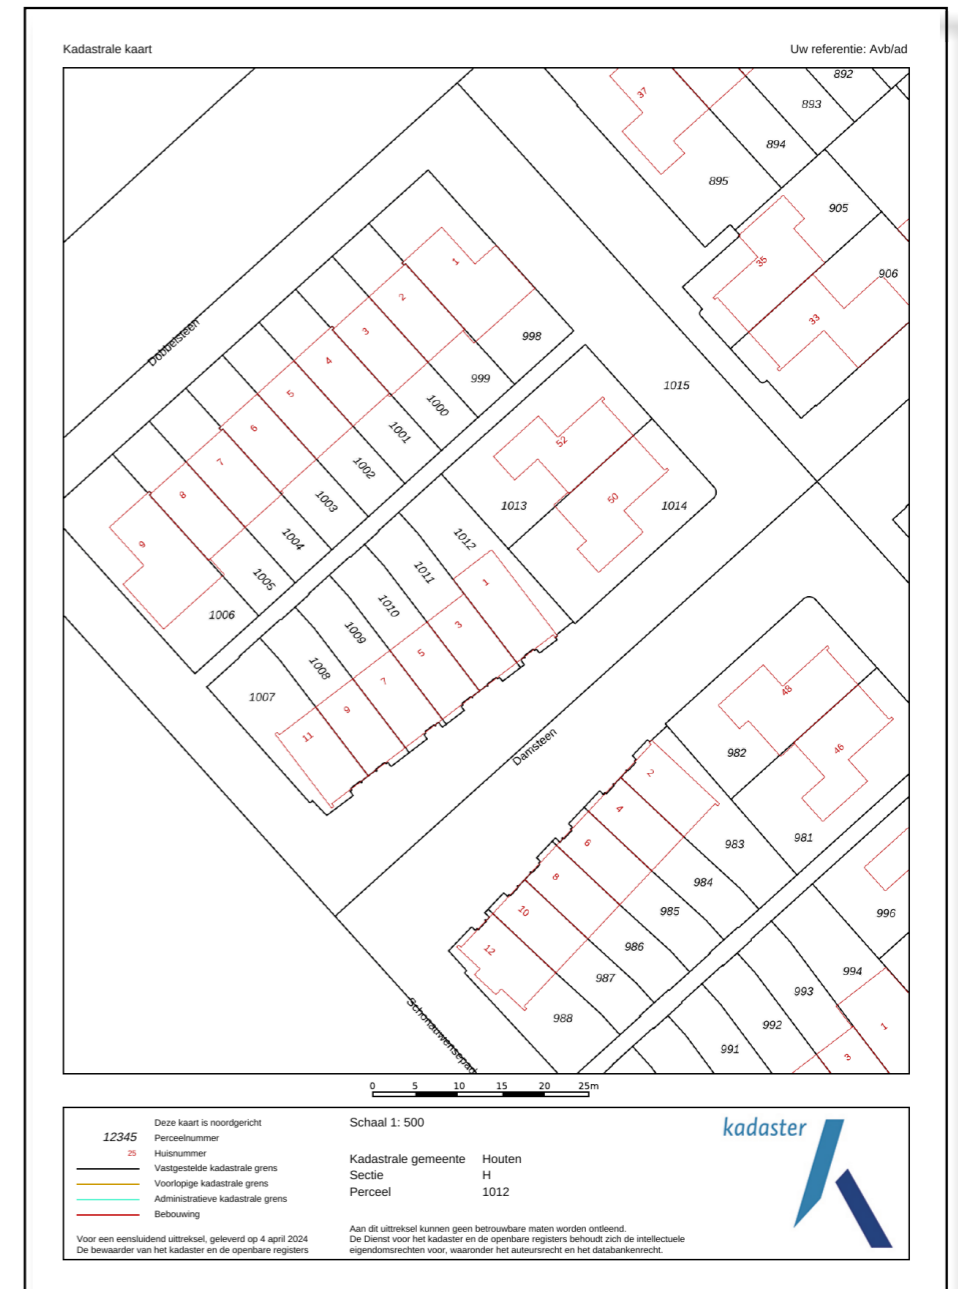 Kadastrale kaart
Uw referentie: Avb/ad
892
893
894
895
37
905
906
35
33
1015
Dobbelsteen
1
2
3
4
5
6
7
8
9
998
999
1000
1001
1002
1003
1004
1005
1006
52
50
1013
1014
1012
1011
1010
1009
1008
1007
1
3
5
7
9
11
Damsteen
48
46
982
981
2
4
6
8
10
12
983
984
985
986
987
988
996
994
993
992
991
1
3
Schonauwensepad
0 5 10 15 20 25m
Deze kaart is noordgericht
12345 Perceelnummer
25 Huisnummer
Vastgestelde kadastrale grens
Voorlopige kadastrale grens
Administratieve kadastrale grens
Bebouwing
Voor een eensluidend uittreksel, geleverd op 4 april 2024
De bewaarder van het kadaster en de openbare registers
Schaal 1: 500
Kadastrale gemeente Houten
Sectie H
Perceel 1012
Aan dit uittreksel kunnen geen betrouwbare maten worden ontleend.
De Dienst voor het kadaster en de openbare registers behoudt zich de intellectuele
eigendomsrechten voor, waaronder het auteursrecht en het databankenrecht.
kadaster